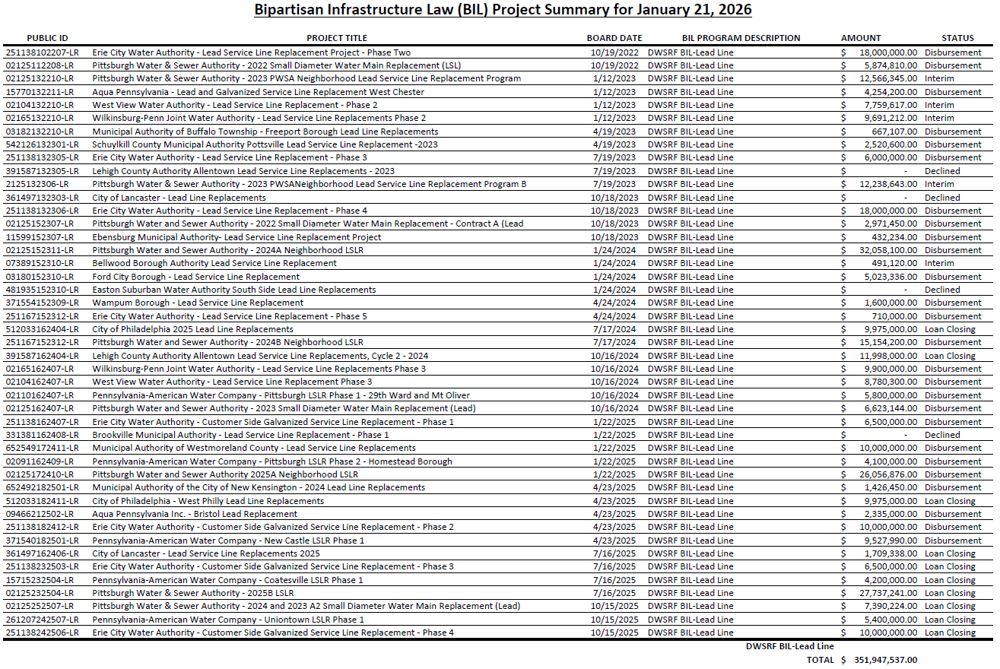 Bipartisan Infrastructure Law (BIL) Project Summary for January 21, 2026
PUBLIC ID PROJECT TITLE BOARD DATE BIL PROGRAM DESCRIPTION AMOUNT STATUS
251138102207-LR Erie City Water Authority - Lead Service Line Replacement Project - Phase Two 10/19/2022 DWSRF BIL-Lead Line $ 18,000,000.00 Disbursement
02125112208-LR Pittsburgh Water & Sewer Authority - 2022 Small Diameter Water Main Replacement (LSL) 10/19/2022 DWSRF BIL-Lead Line $ 5,874,810.00 Disbursement
02125132210-LR Pittsburgh Water & Sewer Authority - 2023 PWSA Neighborhood Lead Service Line Replacement Program 1/12/2023 DWSRF BIL-Lead Line $ 12,566,345.00 Interim
15770132211-LR Aqua Pennsylvania - Lead and Galvanized Service Line Replacement West Chester 1/12/2023 DWSRF BIL-Lead Line $ 4,254,200.00 Disbursement
02104132210-LR West View Water Authority - Lead Service Line Replacement - Phase 2 1/12/2023 DWSRF BIL-Lead Line $ 7,759,617.00 Interim
02165132210-LR Wilkinsburg-Penn Joint Water Authority - Lead Service Line Replacements Phase 2 1/12/2023 DWSRF BIL-Lead Line $ 9,691,212.00 Interim
03182132210-LR Municipal Authority of Buffalo Township - Freeport Borough Lead Line Replacements 4/19/2023 DWSRF BIL-Lead Line $ 667,107.00 Disbursement
542126132301-LR Schuylkill County Municipal Authority Pottsville Lead Service Line Replacement -2023 4/19/2023 DWSRF BIL-Lead Line $ 2,520,600.00 Disbursement
251138132305-LR Erie City Water Authority - Lead Service Line Replacement - Phase 3 7/19/2023 DWSRF BIL-Lead Line $ 6,000,000.00 Disbursement
391587132305-LR Lehigh County Authority Allentown Lead Service Line Replacements - 2023 7/19/2023 DWSRF BIL-Lead Line $ - Declined
2125132306-LR Pittsburgh Water & Sewer Authority - 2023 PWSANeighborhood Lead Service Line Replacement Program B 7/19/2023 DWSRF BIL-Lead Line $ 12,238,643.00 Interim
361497132303-LR City of Lancaster - Lead Line Replacements 10/18/2023 DWSRF BIL-Lead Line $ - Declined
251138132306-LR Erie City Water Authority - Lead Service Line Replacement - Phase 4 10/18/2023 DWSRF BIL-Lead Line $ 18,000,000.00 Disbursement
02125152307-LR Pittsburgh Water and Sewer Authority - 2022 Small Diameter Water Main Replacement - Contract A (Lead 10/18/2023 DWSRF BIL-Lead Line $ 2,971,450.00 Disbursement
11599152307-LR Ebensburg Municipal Authority- Lead Service Line Replacement Project 10/18/2023 DWSRF BIL-Lead Line $ 432,234.00 Disbursement
02125152311-LR Pittsburgh Water and Sewer Authority - 2024A Neighborhood LSLR 1/24/2024 DWSRF BIL-Lead Line $ 32,058,100.00 Disbursement
07389152310-LR Bellwood Borough Authority Lead Service Line Replacement 1/24/2024 DWSRF BIL-Lead Line $ 491,120.00 Interim
03180152310-LR Ford City Borough - Lead Service Line Replacement 1/24/2024 DWSRF BIL-Lead Line $ 5,023,336.00 Disbursement
481935152310-LR Easton Suburban Water Authority South Side Lead Line Replacements 1/24/2024 DWSRF BIL-Lead Line $ - Declined
371554152309-LR Wampum Borough - Lead Service Line Replacement 4/24/2024 DWSRF BIL-Lead Line $ 1,600,000.00 Disbursement
251167152312-LR Erie City Water Authority - Lead Service Line Replacement - Phase 5 4/24/2024 DWSRF BIL-Lead Line $ 710,000.00 Disbursement
512033162404-LR City of Philadelphia 2025 Lead Line Replacements 7/17/2024 DWSRF BIL-Lead Line $ 9,975,000.00 Loan Closing
251167152312-LR Pittsburgh Water and Sewer Authority - 2024B Neighborhood LSLR 7/17/2024 DWSRF BIL-Lead Line $ 15,154,200.00 Disbursement
391587162404-LR Lehigh County Authority Allentown Lead Service Line Replacements, Cycle 2 - 2024 10/16/2024 DWSRF BIL-Lead Line $ 11,998,000.00 Loan Closing
02165162407-LR Wilkinsburg-Penn Joint Water Authority - Lead Service Line Replacements Phase 3 10/16/2024 DWSRF BIL-Lead Line $ 9,900,000.00 Disbursement
02104162407-LR West View Water Authority - Lead Service Line Replacement Phase 3 10/16/2024 DWSRF BIL-Lead Line $ 8,780,300.00 Disbursement
02110162407-LR Pennsylvania-American Water Company - Pittsburgh LSLR Phase 1 - 29th Ward and Mt Oliver 10/16/2024 DWSRF BIL-Lead Line $ 5,800,000.00 Disbursement
02125162407-LR Pittsburgh Water and Sewer Authority - 2023 Small Diameter Water Main Replacement (Lead) 10/16/2024 DWSRF BIL-Lead Line $ 6,623,144.00 Disbursement
251138162407-LR Erie City Water Authority - Customer Side Galvanized Service Line Replacement - Phase 1 1/22/2025 DWSRF BIL-Lead Line $ 6,500,000.00 Disbursement
331381162408-LR Brookville Municipal Authority - Lead Service Line Replacement - Phase 1 1/22/2025 DWSRF BIL-Lead Line $ - Declined
652549172411-LR Municipal Authority of Westmoreland County - Lead Service Line Replacements 1/22/2025 DWSRF BIL-Lead Line $ 10,000,000.00 Disbursement
02091162409-LR Pennsylvania-American Water Company - Pittsburgh LSLR Phase 2 - Homestead Borough 1/22/2025 DWSRF BIL-Lead Line $ 4,100,000.00 Disbursement
02125172410-LR Pittsburgh Water and Sewer Authority 2025A Neighborhood LSLR 1/22/2025 DWSRF BIL-Lead Line $ 26,056,876.00 Disbursement
652492182501-LR Municipal Authority of the City of New Kensington - 2024 Lead Line Replacements 4/23/2025 DWSRF BIL-Lead Line $ 1,426,450.00 Disbursement
512033182411-LR City of Philadelphia - West Philly Lead Line Replacements 4/23/2025 DWSRF BIL-Lead Line $ 9,975,000.00 Loan Closing
09466212502-LR Aqua Pennsylvania Inc. - Bristol Lead Replacement 4/23/2025 DWSRF BIL-Lead Line $ 2,335,000.00 Disbursement
251138182412-LR Erie City Water Authority - Customer Side Galvanized Service Line Replacement - Phase 2 4/23/2025 DWSRF BIL-Lead Line $ 10,000,000.00 Disbursement
371540182501-LR Pennsylvania-American Water Company - New Castle LSLR Phase 1 4/23/2025 DWSRF BIL-Lead Line $ 9,527,990.00 Disbursement
361497162406-LR City of Lancaster - Lead Service Line Replacements 2025 7/16/2025 DWSRF BIL-Lead Line $ 1,709,338.00 Loan Closing
251138232503-LR Erie City Water Authority - Customer Side Galvanized Service Line Replacement - Phase 3 7/16/2025 DWSRF BIL-Lead Line $ 6,500,000.00 Loan Closing
15715232504-LR Pennsylvania-American Water Company - Coatesville LSLR Phase 1 7/16/2025 DWSRF BIL-Lead Line $ 4,200,000.00 Loan Closing
02125232504-LR Pittsburgh Water & Sewer Authority - 2025B LSLR 7/16/2025 DWSRF BIL-Lead Line $ 27,737,241.00 Loan Closing
02125252507-LR Pittsburgh Water & Sewer Authority - 2024 and 2023 A2 Small Diameter Water Main Replacement (Lead) 10/15/2025 DWSRF BIL-Lead Line $ 7,390,224.00 Loan Closing
261207242507-LR Pennsylvania-American Water Company - Uniontown LSLR Phase 1 10/15/2025 DWSRF BIL-Lead Line $ 5,400,000.00 Loan Closing
251138242506-LR Erie City Water Authority - Customer Side Galvanized Service Line Replacement - Phase 4 10/15/2025 DWSRF BIL-Lead Line $ 10,000,000.00 Loan Closing
DWSRF BIL-Lead Line
TOTAL $ 351,947,537.00